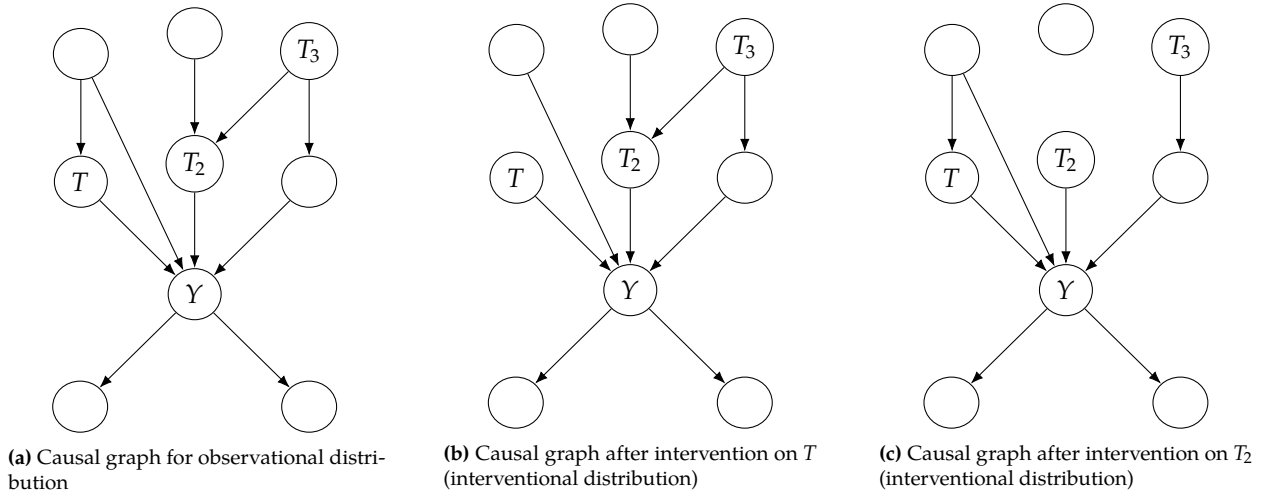 T₃
T₂
T
Y
(a) Causal graph for observational distri-
bution
T₃
T₂
T
Y
(b) Causal graph after intervention on T
(interventional distribution)
T₃
T₂
T
Y
(c) Causal graph after intervention on T₂
(interventional distribution)